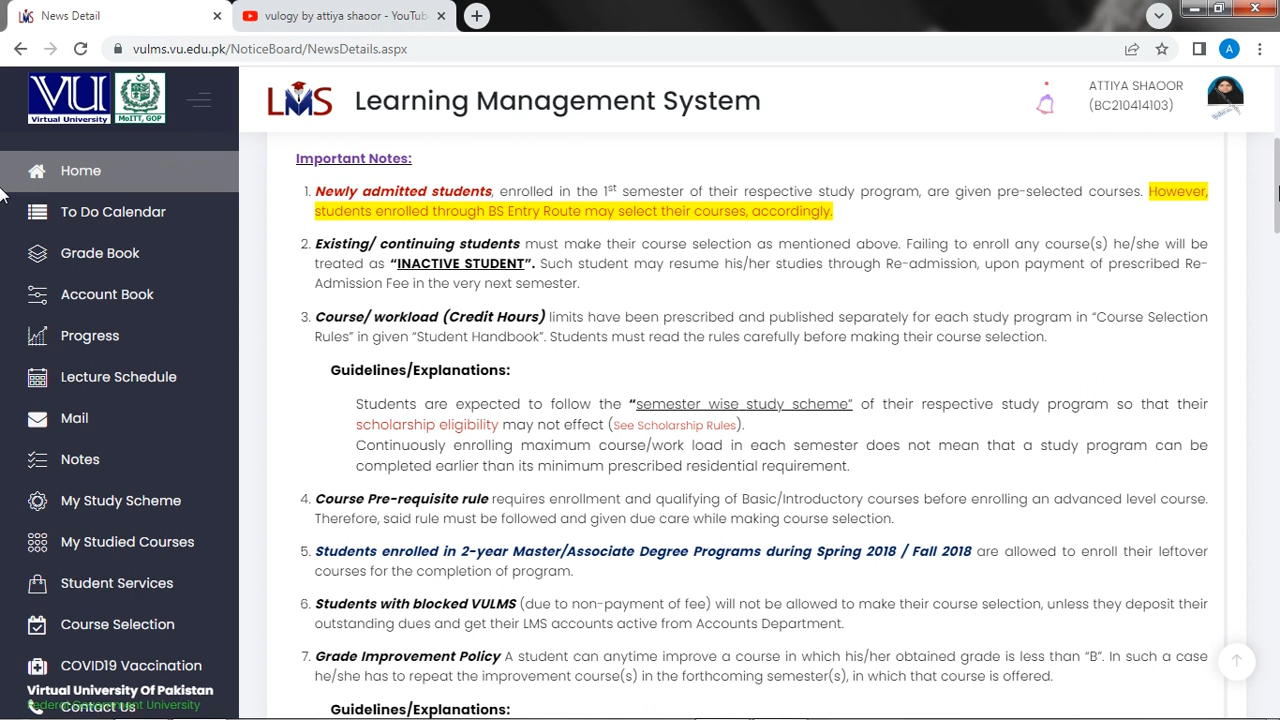 News Detail
vulogy by attiya shaoor - YouTube
vulms.vu.edu.pk/NoticeBoard/NewsDetails.aspx
A
VU
Virtual University
MoITT, GOP
LMS
Learning Management System
ATTIYA SHAOOR
(BC210414103)
Home
To Do Calendar
Grade Book
Account Book
Progress
Lecture Schedule
Mail
Notes
My Study Scheme
My Studied Courses
Student Services
Course Selection
COVID19 Vaccination
Virtual University Of Pakistan
Federal Government University
Contact Us
Important Notes:
1. Newly admitted students, enrolled in the 1st semester of their respective study program, are given pre-selected courses. However,
students enrolled through BS Entry Route may select their courses, accordingly.
2. Existing/ continuing students must make their course selection as mentioned above. Failing to enroll any course(s) he/she will be
treated as “INACTIVE STUDENT”. Such student may resume his/her studies through Re-admission, upon payment of prescribed Re-
Admission Fee in the very next semester.
3. Course/ workload (Credit Hours) limits have been prescribed and published separately for each study program in “Course Selection
Rules” in given “Student Handbook”. Students must read the rules carefully before making their course selection.
Guidelines/Explanations:
Students are expected to follow the “semester wise study scheme” of their respective study program so that their
scholarship eligibility may not effect (See Scholarship Rules).
Continuously enrolling maximum course/work load in each semester does not mean that a study program can be
completed earlier than its minimum prescribed residential requirement.
4. Course Pre-requisite rule requires enrollment and qualifying of Basic/Introductory courses before enrolling an advanced level course.
Therefore, said rule must be followed and given due care while making course selection.
5. Students enrolled in 2-year Master/Associate Degree Programs during Spring 2018 / Fall 2018 are allowed to enroll their leftover
courses for the completion of program.
6. Students with blocked VULMS (due to non-payment of fee) will not be allowed to make their course selection, unless they deposit their
outstanding dues and get their LMS accounts active from Accounts Department.
7. Grade Improvement Policy A student can anytime improve a course in which his/her obtained grade is less than “B”. In such a case
he/she has to repeat the improvement course(s) in the forthcoming semester(s), in which that course is offered.
Guidelines/Explanations: